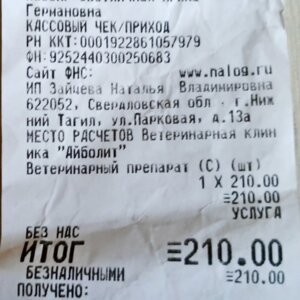 Германовна
КАССОВЫЙ ЧЕК/ПРИХОД
РН ККТ:0001922861057979
ФН:9252440300250683
Сайт ФНС: www.nalog.ru
ИП Зайцева Наталья Владимировна
622052, Свердловская обл. г.Ниж
ний Тагил, ул.Парковая, д.13а
МЕСТО РАСЧЕТОВ Ветеринарная клин
ика "Айболит"
Ветеринарный препарат (С) (шт)
1 X 210.00
=210.00
УСЛУГА
БЕЗ НДС
ИТОГ =210.00
БЕЗНАЛИЧНЫМИ =210.00
ПОЛУЧЕНО: